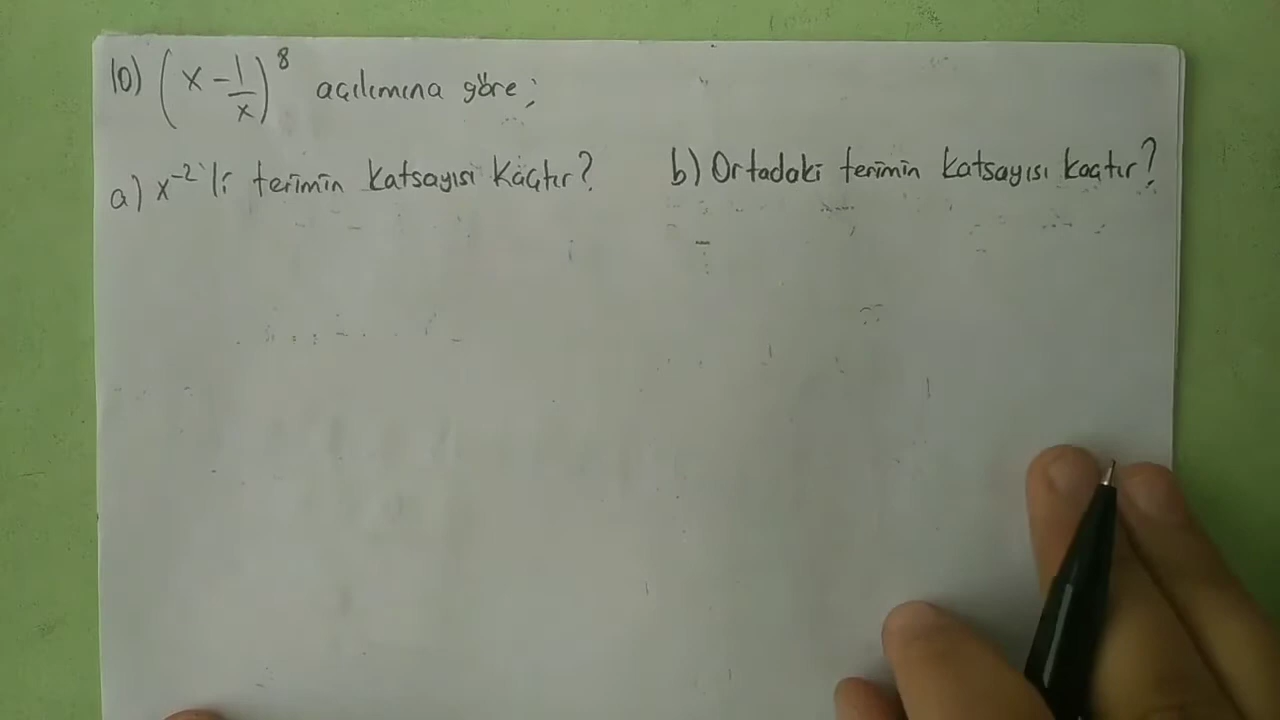 10) (x - 1/x)^8 açılımına göre;
a) x^-2'li terimin katsayısı kaçtır?
b) Ortadaki terimin katsayısı kaçtır?